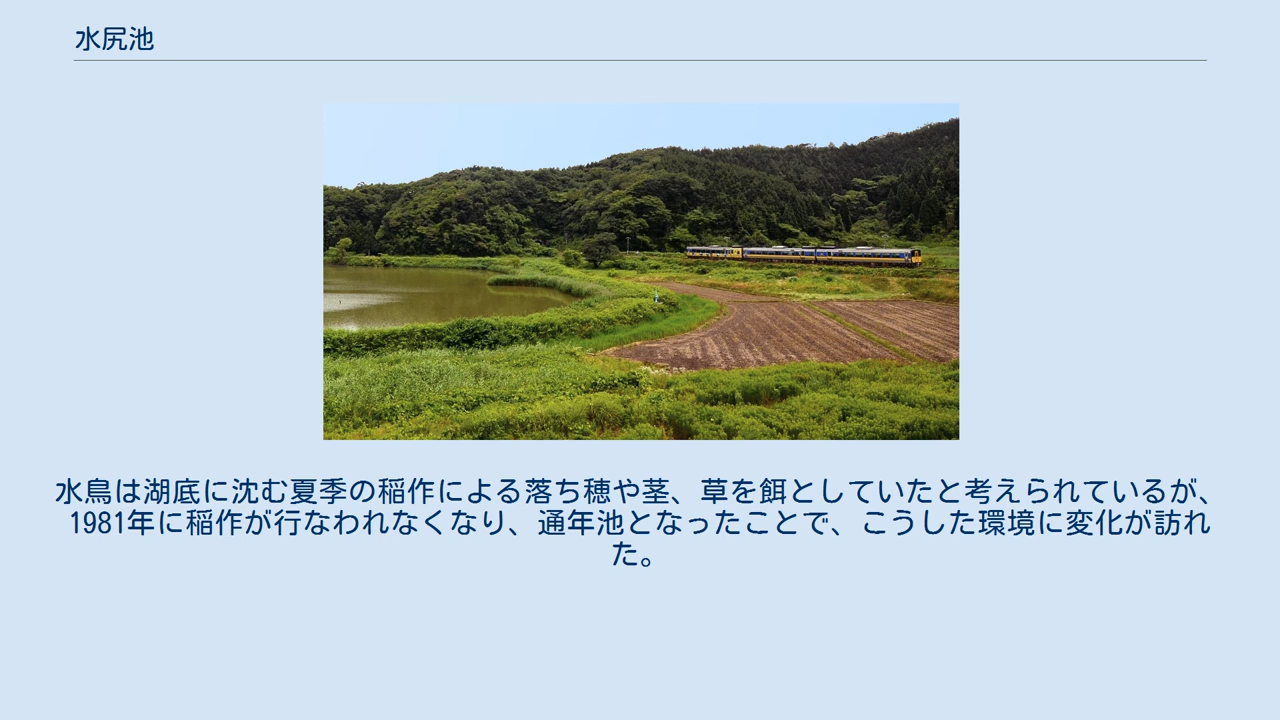 水尻池
水鳥は湖底に沈む夏季の稲作による落ち穂や茎、草を餌としていたと考えられているが、
1981年に稲作が行なわれなくなり、通年池となったことで、こうした環境に変化が訪れ
た。